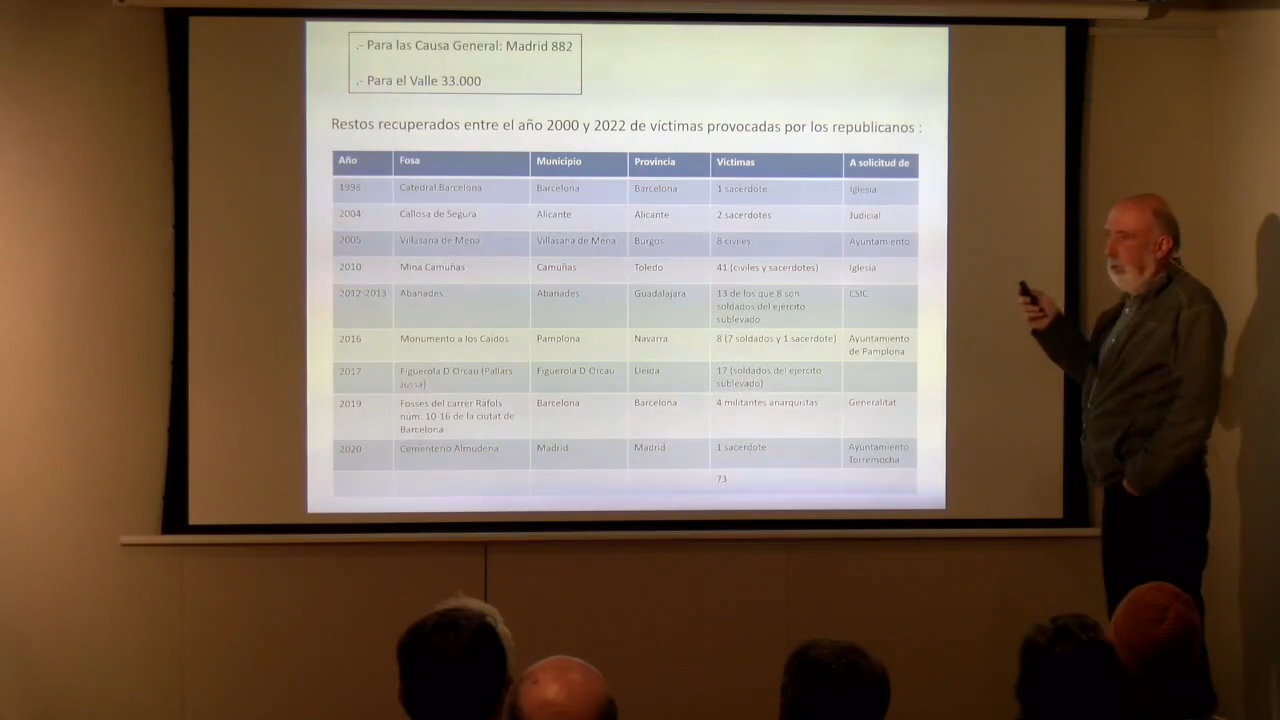 .- Para las Causa General: Madrid 882
.- Para el Valle 33.000
Restos recuperados entre el año 2000 y 2022 de víctimas provocadas por los republicanos :
Año Fosa Municipio Provincia Víctimas A solicitud de
1998 Catedral Barcelona Barcelona Barcelona 1 sacerdote Iglesia
2004 Callosa de Segura Alicante Alicante 2 sacerdotes Judicial
2005 Villasana de Mena Villasana de Mena Burgos 8 civiles Ayuntamiento
2010 Mina Camuñas Camuñas Toledo 41 (civiles y sacerdotes) Iglesia
2012-2013 Abanades Abanades Guadalajara 13 de los que 8 son CSIC
soldados del ejercito
sublevado
2016 Monumento a los Caídos Pamplona Navarra 8 (7 soldados y 1 sacerdote) Ayuntamiento
de Pamplona
2017 Figuerola D Orcau (Pallars Figuerola D Orcau Lleida 17 (soldados del ejercito
Jussa) sublevado)
2019 Fosses del carrer Ràfols Barcelona Barcelona 4 militantes anarquistas Generalitat
núm. 10-16 de la ciutat de
Barcelona
2020 Cementerio Almudena Madrid Madrid 1 sacerdote Ayuntamiento
Torremocha
73